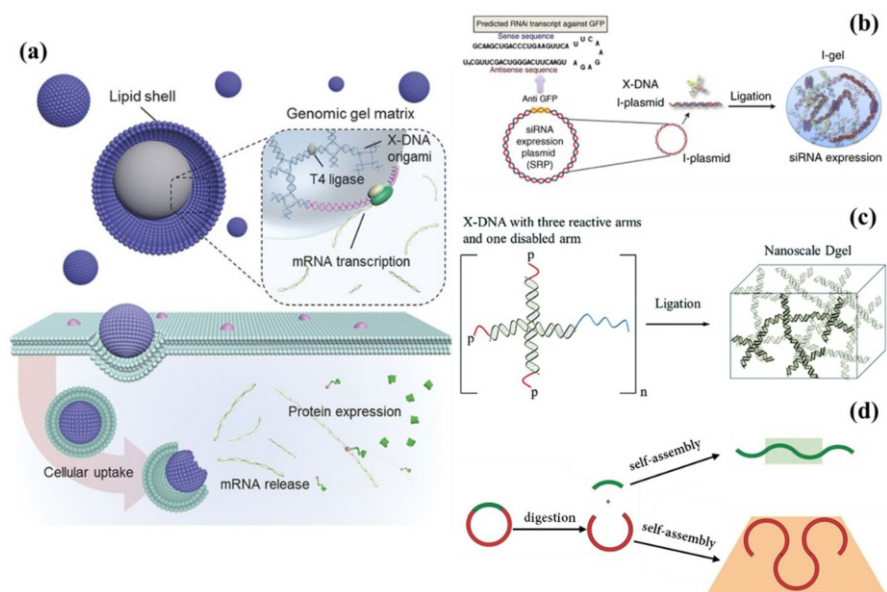 (a)
Lipid shell
Genomic gel matrix
X-DNA
origami
T4 ligase
mRNA transcription
Protein expression
Cellular uptake
mRNA release
(b)
Predicted RNAi transcript against GFP
Sense sequence
GCAAGCUGACCCUGAAGUUCA
U U C A A G A G A
U₂CGUUCGACUGGGACUUCAAGU
Antisense sequence
Anti GFP
siRNA
expression
plasmid
(SRP)
X-DNA
I-plasmid
I-plasmid
Ligation
I-gel
siRNA expression
(c)
X-DNA with three reactive arms
and one disabled arm
p
p
p
n
Ligation
Nanoscale Dgel
(d)
digestion
+
self-assembly
self-assembly